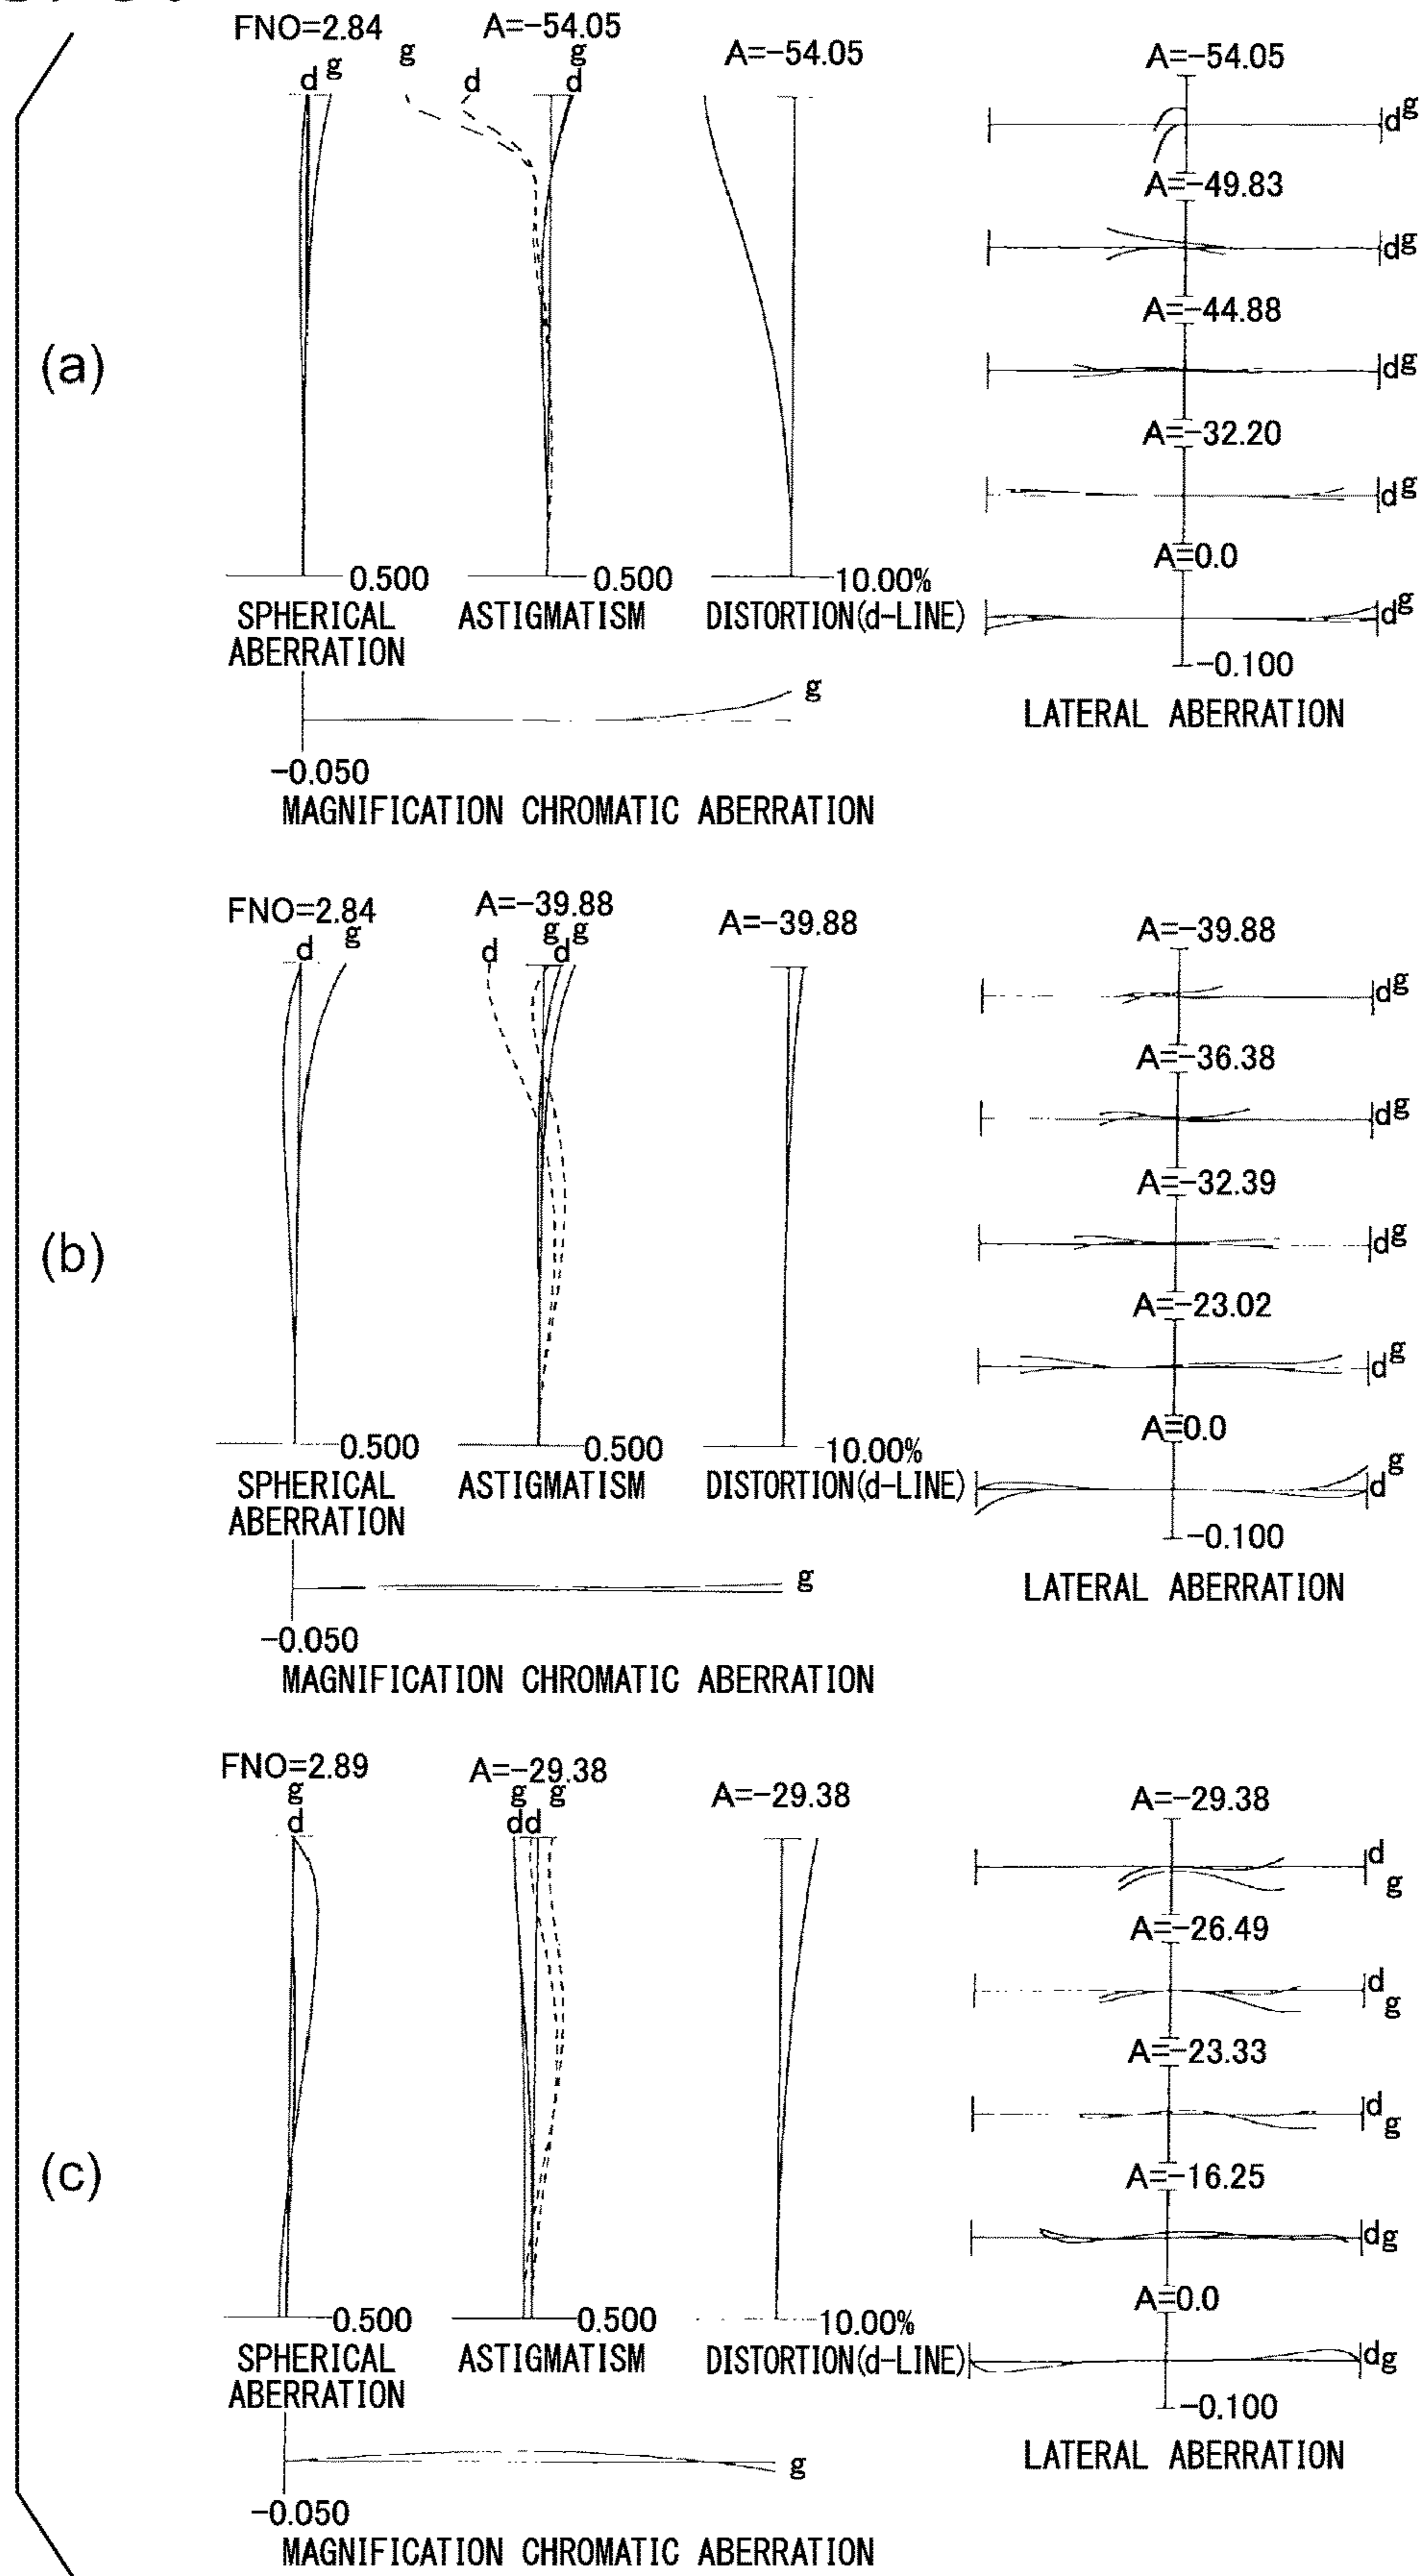 (a)
FNO=2.84
d g
A=-54.05
g d g d
A=-54.05
0.500
SPHERICAL
ABERRATION
0.500
ASTIGMATISM
10.00%
DISTORTION(d-LINE)
g
-0.050
MAGNIFICATION CHROMATIC ABERRATION
A=-54.05
d g
A=-49.83
d g
A=-44.88
d g
A=-32.20
d g
A=0.0
d g
-0.100
LATERAL ABERRATION
(b)
FNO=2.84
d g
A=-39.88
d g d g
A=-39.88
0.500
SPHERICAL
ABERRATION
0.500
ASTIGMATISM
10.00%
DISTORTION(d-LINE)
g
-0.050
MAGNIFICATION CHROMATIC ABERRATION
A=-39.88
d g
A=-36.38
d g
A=-32.39
d g
A=-23.02
d g
A=0.0
d g
-0.100
LATERAL ABERRATION
(c)
FNO=2.89
g
d
A=-29.38
g g
d d
A=-29.38
0.500
SPHERICAL
ABERRATION
0.500
ASTIGMATISM
10.00%
DISTORTION(d-LINE)
g
-0.050
MAGNIFICATION CHROMATIC ABERRATION
A=-29.38
d g
A=-26.49
d g
A=-23.33
d g
A=-16.25
d g
A=0.0
d g
-0.100
LATERAL ABERRATION